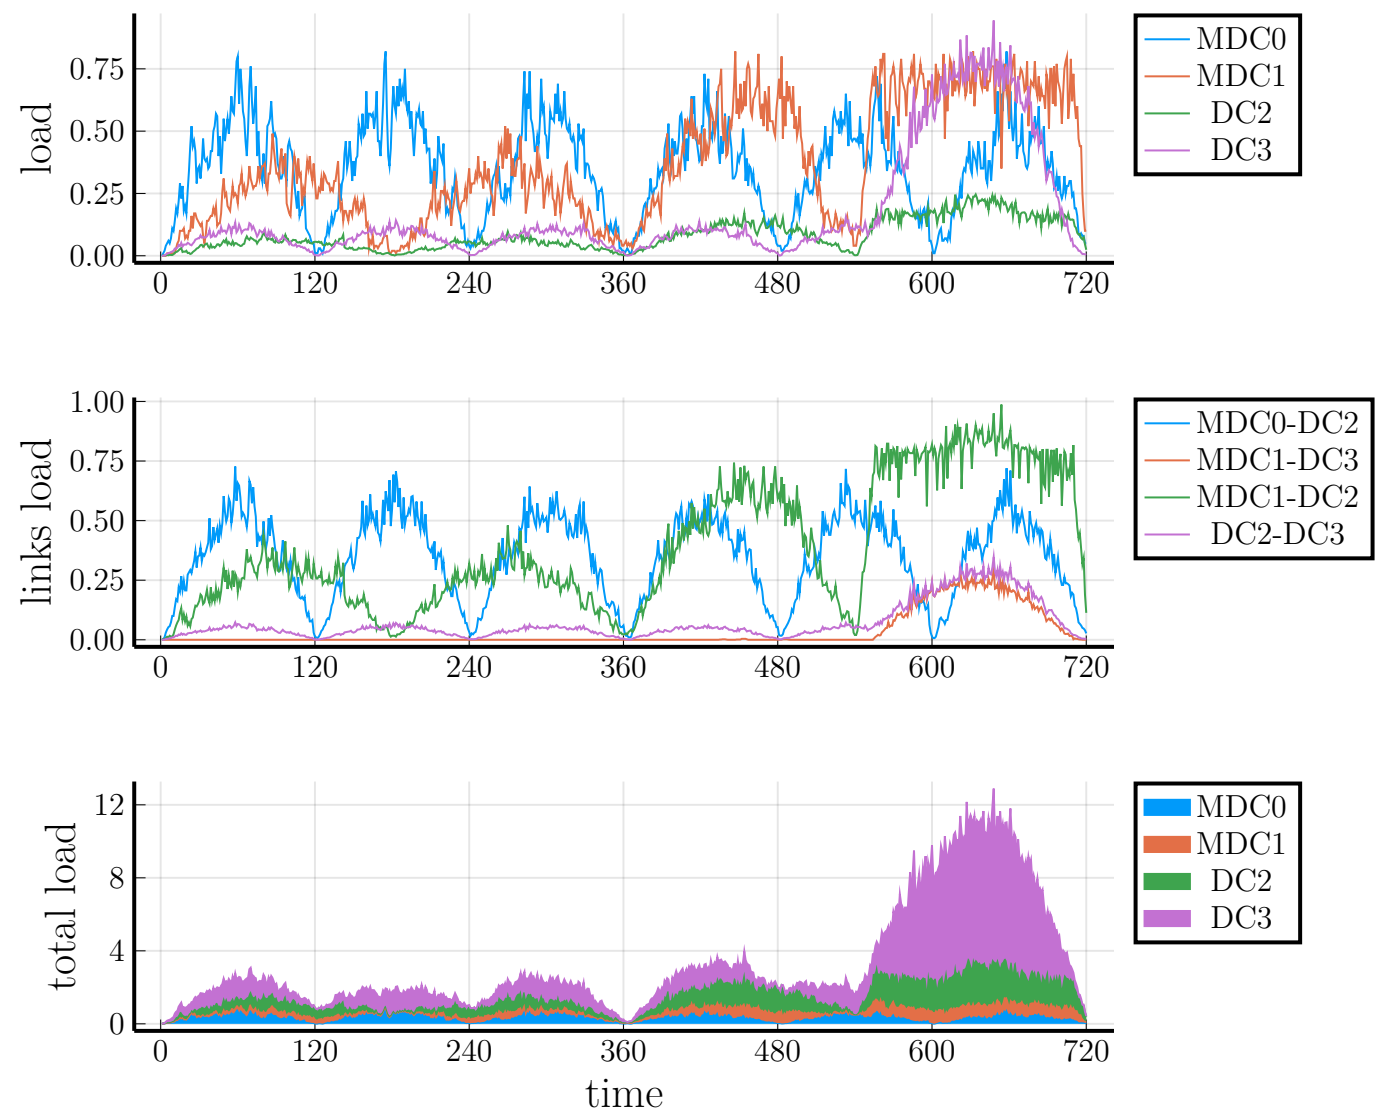 load
0.75
0.50
0.25
0.00
0 120 240 360 480 600 720
MDC0
MDC1
DC2
DC3
links load
1.00
0.75
0.50
0.25
0.00
0 120 240 360 480 600 720
MDC0-DC2
MDC1-DC3
MDC1-DC2
DC2-DC3
total load
12
8
4
0
0 120 240 360 480 600 720
time
MDC0
MDC1
DC2
DC3